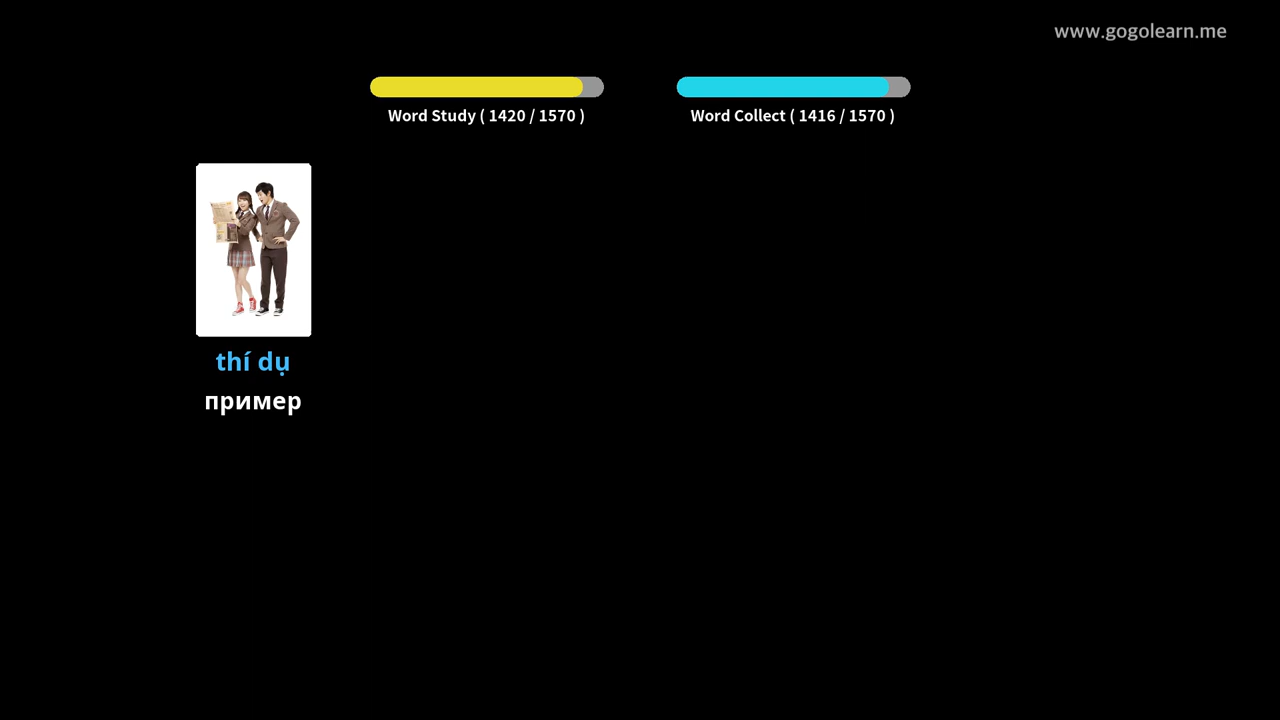 www.gogolearn.me
Word Study ( 1420 / 1570 )
Word Collect ( 1416 / 1570 )
thí dụ
пример